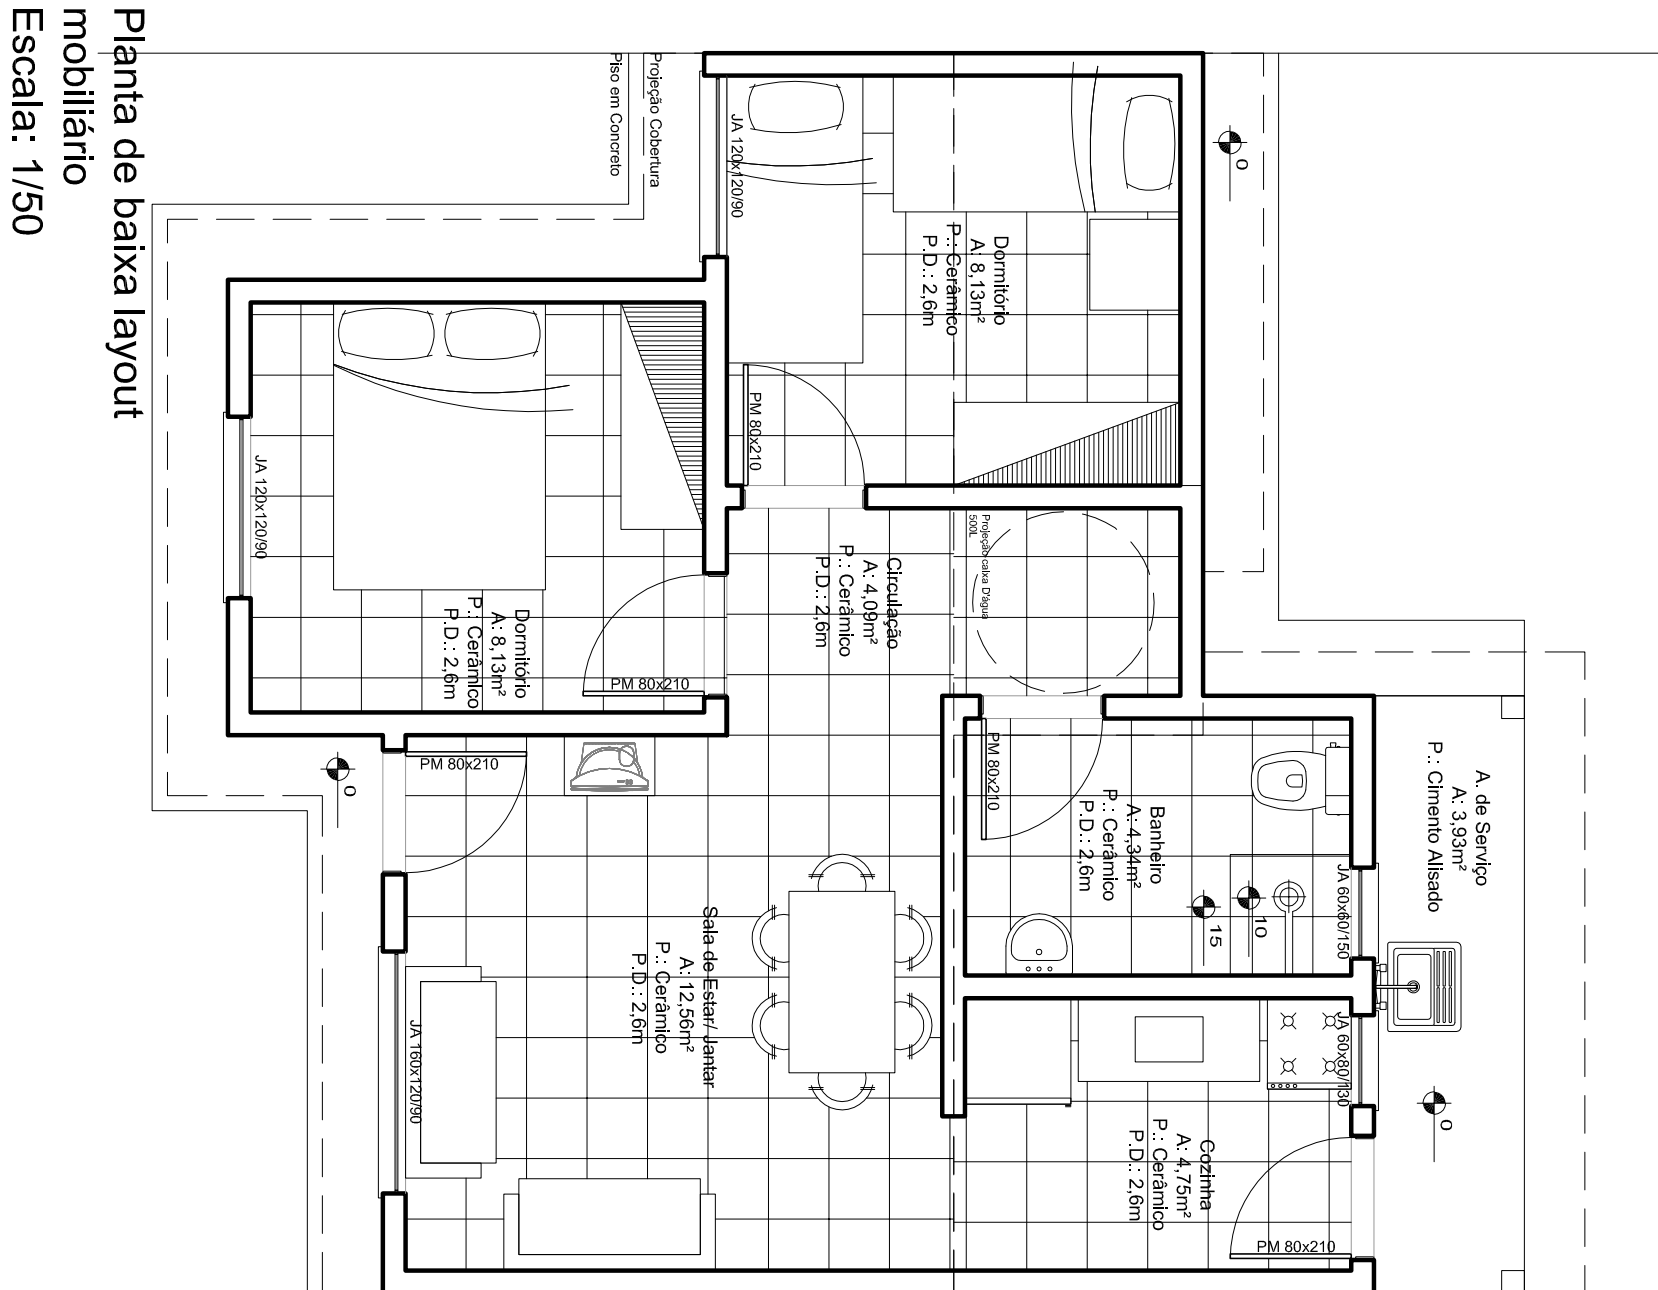 Planta de baixa layout
mobiliário
Escala: 1/50
Projeção Cobertura
Piso em Concreto
JA 120x120/90
Dormitório
A: 8,13m²
P.: Cerâmico
P.D.: 2,6m
PM 80x210
0
JA 120x120/90
Dormitório
A: 8,13m²
P.: Cerâmico
P.D.: 2,6m
PM 80x210
Circulação
A: 4,09m²
P.: Cerâmico
P.D.: 2,6m
Projeção caixa D'água
500L
PM 80x210
0
PM 80x210
Banheiro
A: 4,34m²
P.: Cerâmico
P.D.: 2,6m
15
10
JA 60x60/150
A. de Serviço
A: 3,93m²
P.: Cimento Alisado
Sala de Estar/ Jantar
A: 12,56m²
P.: Cerâmico
P.D.: 2,6m
JA 160x120/90
JA 60x80/130
0
Cozinha
A: 4,75m²
P.: Cerâmico
P.D.: 2,6m
PM 80x210